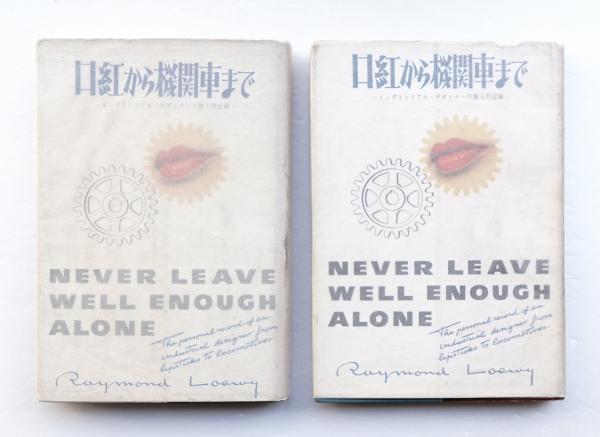 口紅から機関車まで
—インダストリアル・デザイナーの個人的記録—
NEVER LEAVE
WELL ENOUGH
ALONE
The personal record of an
industrial designer from
lipsticks to locomotives.
Raymond Loewy
口紅から機関車まで
—インダストリアル・デザイナーの個人的記録—
NEVER LEAVE
WELL ENOUGH
ALONE
The personal record of an
industrial designer from
lipsticks to locomotives.
Raymond Loewy